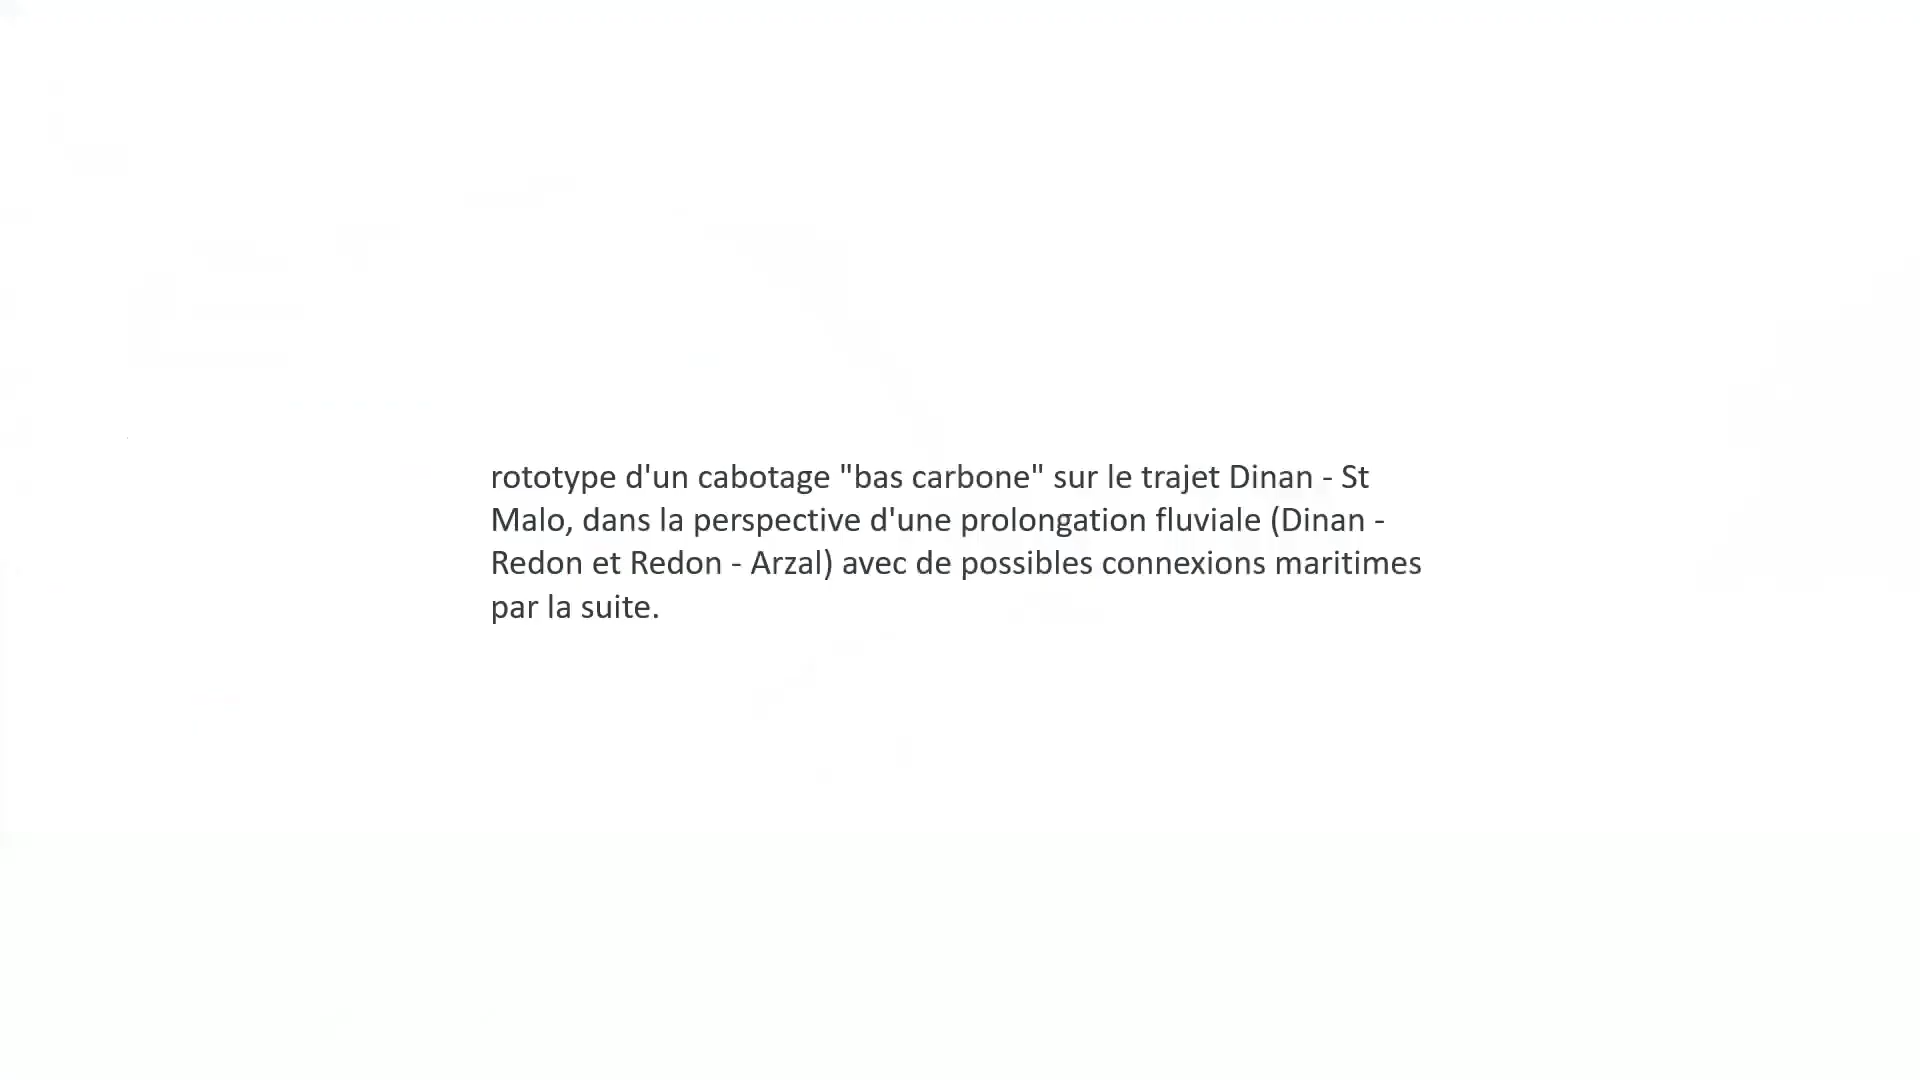 rototype d'un cabotage "bas carbone" sur le trajet Dinan - St
Malo, dans la perspective d'une prolongation fluviale (Dinan -
Redon et Redon - Arzal) avec de possibles connexions maritimes
par la suite.